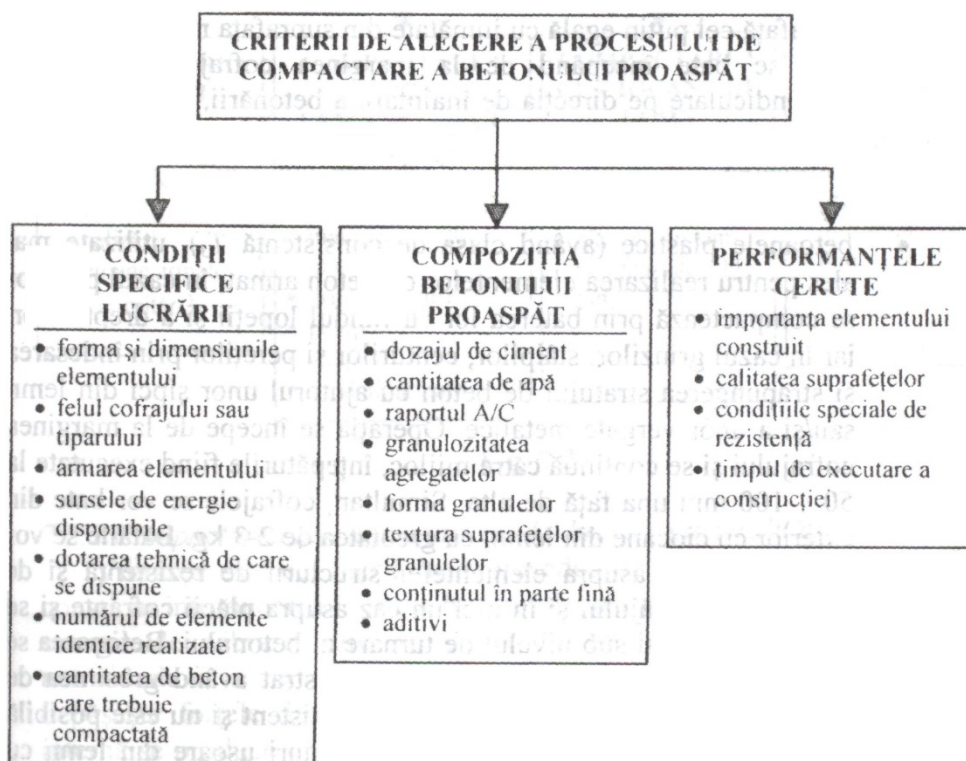 CRITERII DE ALEGERE A PROCESULUI DE
COMPACTARE A BETONULUI PROASPĂT
CONDIȚII
SPECIFICE
LUCRĂRII
• forma și dimensiunile
elementului
• felul cofrajului sau
tiparului
• armarea elementului
• sursele de energie
disponibile
• dotarea tehnică de care
se dispune
• numărul de elemente
identice realizate
• cantitatea de beton
care trebuie
compactată
COMPOZIȚIA
BETONULUI
PROASPĂT
• dozajul de ciment
• cantitatea de apă
• raportul A/C
• granulozitatea
agregatelor
• forma granulelor
• textura suprafețelor
granulelor
• conținutul în parte fină
• aditivi
PERFORMANȚELE
CERUTE
• importanța elementului
construit
• calitatea suprafețelor
• condițiile speciale de
rezistență
• timpul de executare a
construcției